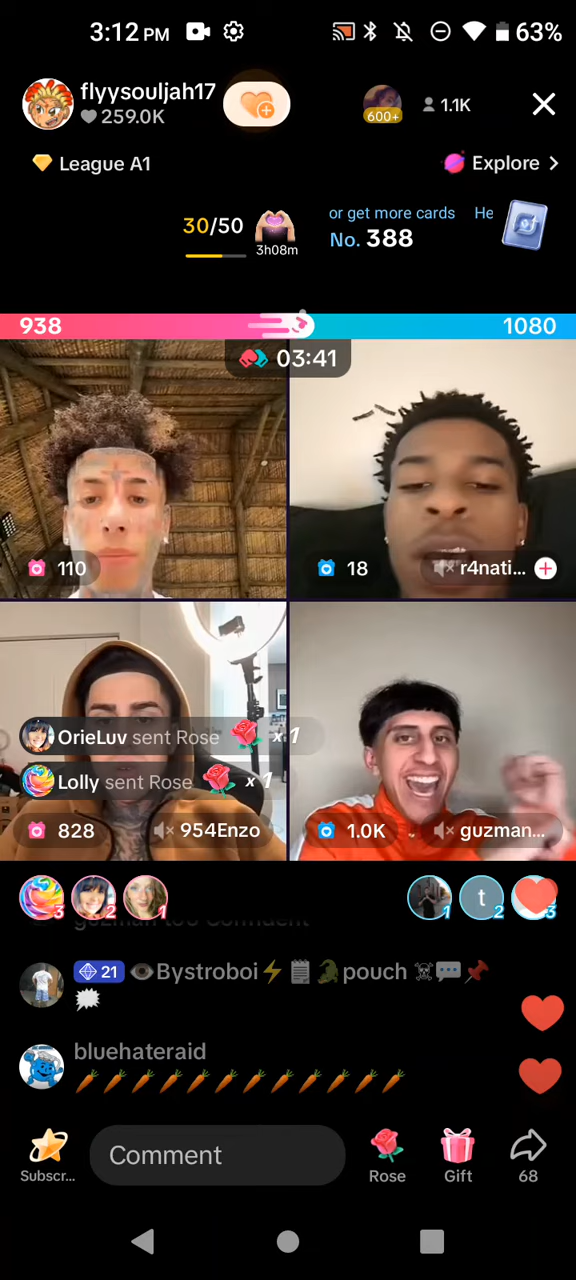 3:12 PM
63%
flyysouljah17
259.0K
600+
1.1K
League A1
Explore
30/50
3h08m
or get more cards He
No. 388
938
1080
03:41
110
18
r4nati...
OrieLuv sent Rose x1
Lolly sent Rose x1
828
954Enzo
1.0K
guzman...
3
2
1
1
t
2
3
guzman too Confident
21
Bystroboi⚡🗒🐊pouch ☠💬📌
bluehateraid
🥕🥕🥕🥕🥕🥕🥕🥕🥕🥕🥕🥕
Subscr...
Comment
Rose
Gift
68